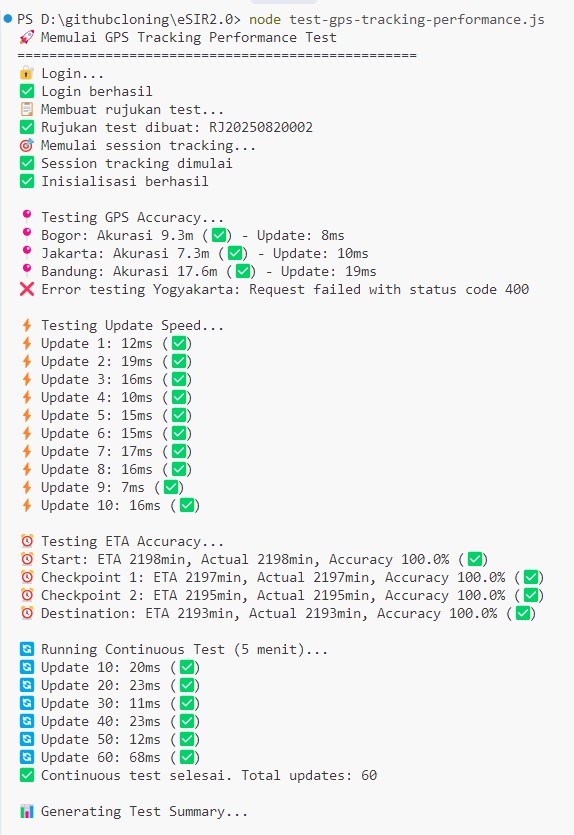 PS D:\githubcloning\eSIR2.0> node test-gps-tracking-performance.js
🚀 Memulai GPS Tracking Performance Test
==================================================
🔐 Login...
✅ Login berhasil
📋 Membuat rujukan test...
✅ Rujukan test dibuat: RJ20250820002
🎯 Memulai session tracking...
✅ Session tracking dimulai
✅ Inisialisasi berhasil
📍 Testing GPS Accuracy...
📍 Bogor: Akurasi 9.3m (✅) - Update: 8ms
📍 Jakarta: Akurasi 7.3m (✅) - Update: 10ms
📍 Bandung: Akurasi 17.6m (✅) - Update: 19ms
❌ Error testing Yogyakarta: Request failed with status code 400
⚡ Testing Update Speed...
⚡ Update 1: 12ms (✅)
⚡ Update 2: 19ms (✅)
⚡ Update 3: 16ms (✅)
⚡ Update 4: 10ms (✅)
⚡ Update 5: 15ms (✅)
⚡ Update 6: 15ms (✅)
⚡ Update 7: 17ms (✅)
⚡ Update 8: 16ms (✅)
⚡ Update 9: 7ms (✅)
⚡ Update 10: 16ms (✅)
⏰ Testing ETA Accuracy...
⏰ Start: ETA 2198min, Actual 2198min, Accuracy 100.0% (✅)
⏰ Checkpoint 1: ETA 2197min, Actual 2197min, Accuracy 100.0% (✅)
⏰ Checkpoint 2: ETA 2195min, Actual 2195min, Accuracy 100.0% (✅)
⏰ Destination: ETA 2193min, Actual 2193min, Accuracy 100.0% (✅)
🔄 Running Continuous Test (5 menit)...
🔄 Update 10: 20ms (✅)
🔄 Update 20: 23ms (✅)
🔄 Update 30: 11ms (✅)
🔄 Update 40: 23ms (✅)
🔄 Update 50: 12ms (✅)
🔄 Update 60: 68ms (✅)
✅ Continuous test selesai. Total updates: 60
📊 Generating Test Summary...